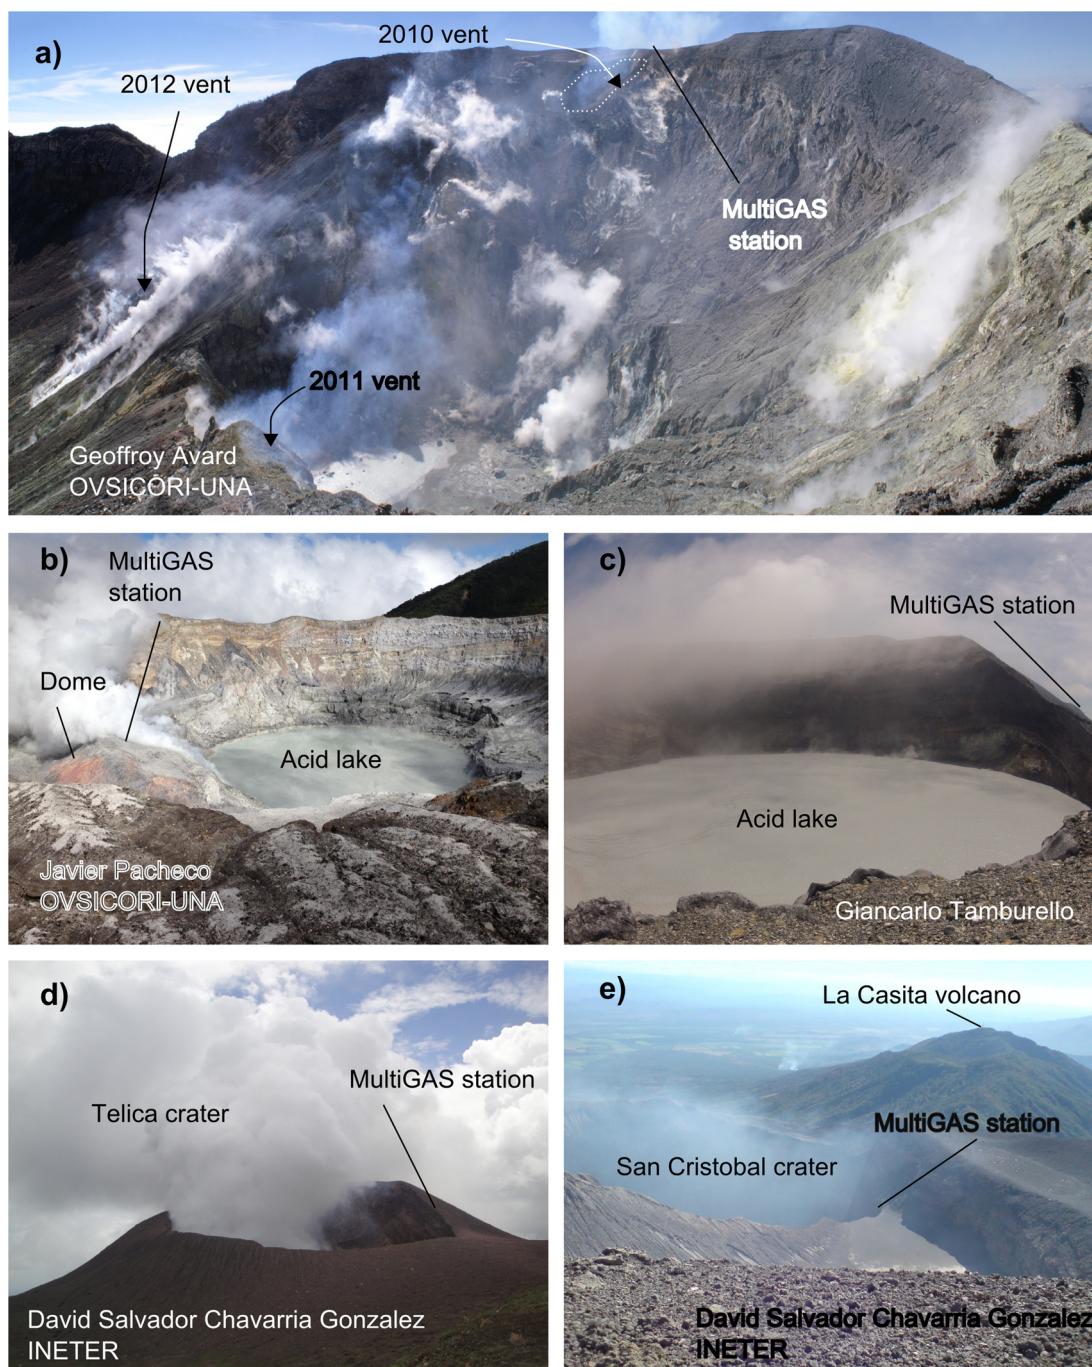 a)
2010 vent
2012 vent
MultiGAS
station
2011 vent
Geoffroy Avard
OVSICORI-UNA
b)
MultiGAS
station
Dome
Acid lake
Javier Pacheco
OVSICORI-UNA
c)
MultiGAS station
Acid lake
Giancarlo Tamburello
d)
MultiGAS station
Telica crater
David Salvador Chavarria Gonzalez
INETER
e)
La Casita volcano
MultiGAS station
San Cristobal crater
David Salvador Chavarria Gonzalez
INETER